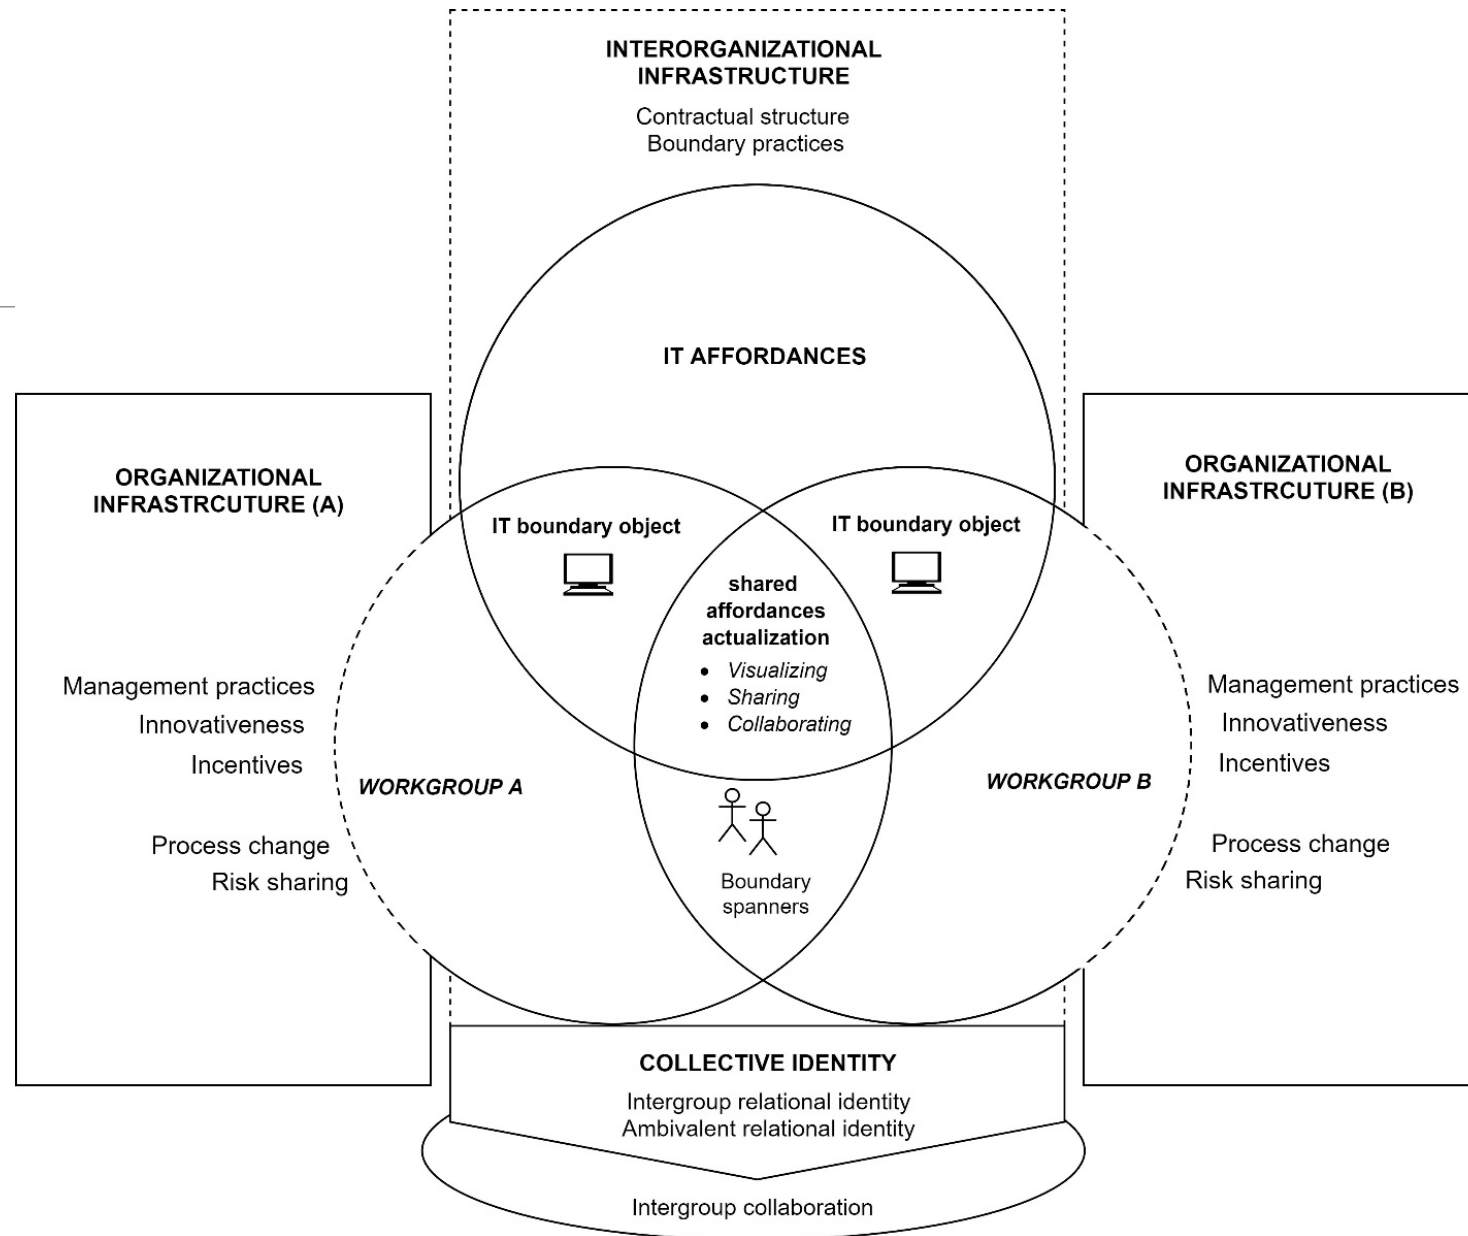 INTERORGANIZATIONAL
INFRASTRUCTURE
Contractual structure
Boundary practices
IT AFFORDANCES
ORGANIZATIONAL
INFRASTRCUTURE (A)
ORGANIZATIONAL
INFRASTRCUTURE (B)
IT boundary object
IT boundary object
shared
affordances
actualization
• Visualizing
• Sharing
• Collaborating
Management practices
Innovativeness
Incentives
Process change
Risk sharing
WORKGROUP A
WORKGROUP B
Management practices
Innovativeness
Incentives
Process change
Risk sharing
Boundary
spanners
COLLECTIVE IDENTITY
Intergroup relational identity
Ambivalent relational identity
Intergroup collaboration